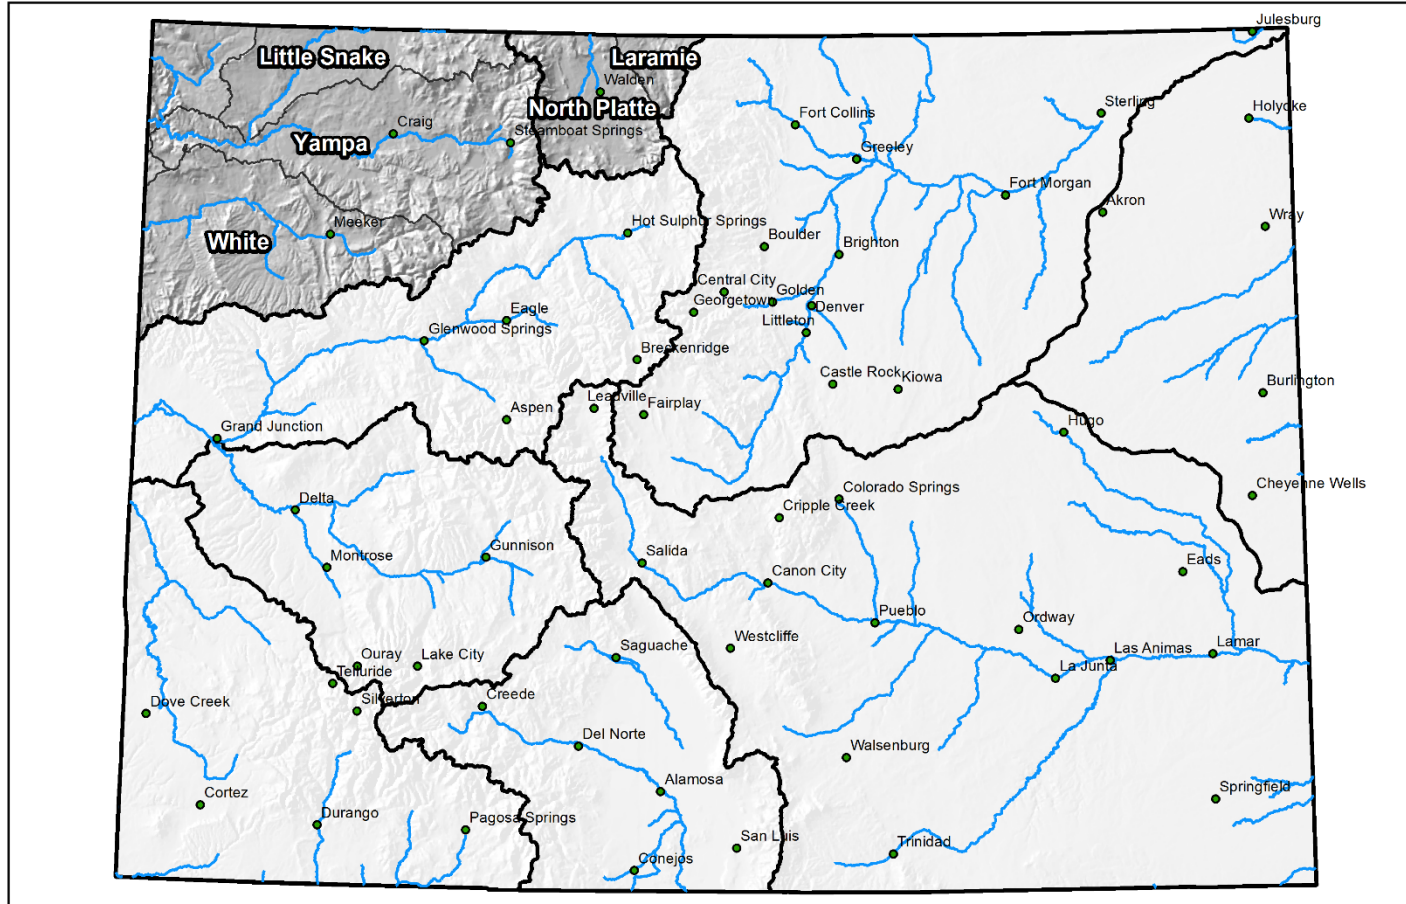 Julesburg
Little Snake
Laramie
Walden
North Platte
Sterling
Holyoke
Fort Collins
Craig
Steamboat Springs
Yampa
Greeley
Fort Morgan
Akron
Meeker
Hot Sulphur Springs
Wray
White
Boulder
Brighton
Central City
Golden
Georgetown
Denver
Eagle
Littleton
Glenwood Springs
Breckenridge
Castle Rock
Kiowa
Burlington
Leadville
Aspen
Fairplay
Grand Junction
Hugo
Delta
Colorado Springs
Cheyenne Wells
Cripple Creek
Gunnison
Salida
Montrose
Canon City
Eads
Pueblo
Ordway
Westcliffe
Saguache
Lamar
Las Animas
Ouray
Lake City
La Junta
Telluride
Silverton
Creede
Dove Creek
Del Norte
Walsenburg
Alamosa
Springfield
Cortez
Durango
Pagosa Springs
San Luis
Trinidad
Conejos